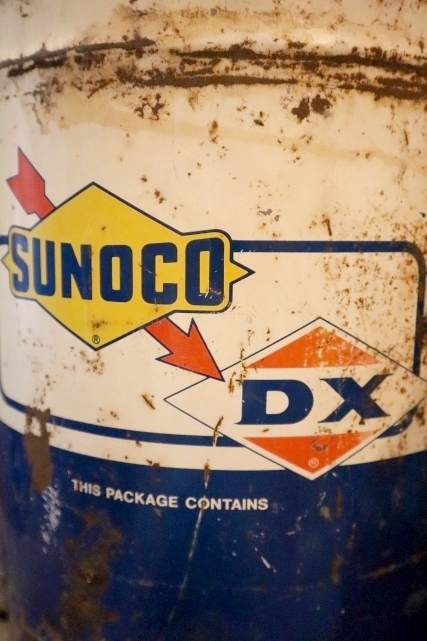 SUNOCO
®
DX
®
THIS PACKAGE CONTAINS